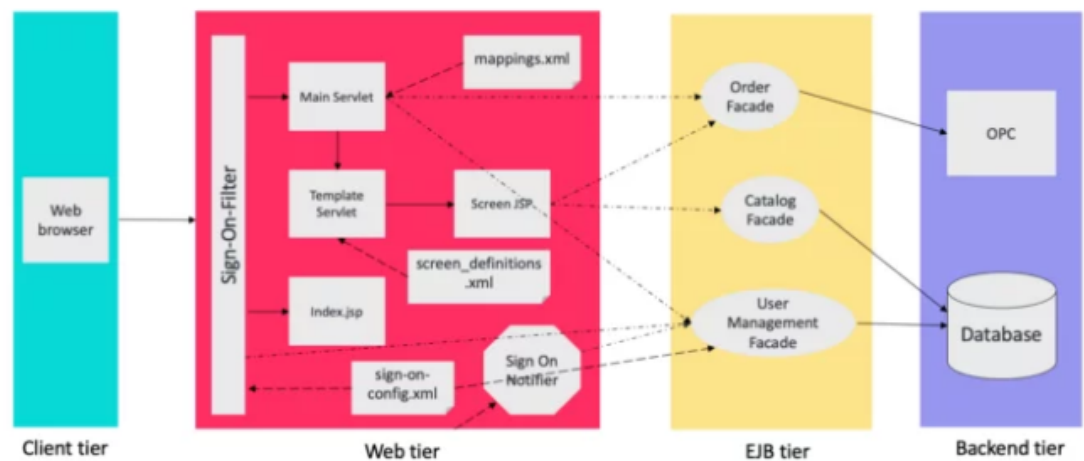 mappings.xml
Main Servlet
Order
Facade
OPC
Sign-On-Filter
Web
browser
Template
Servlet
Screen JSP
Catalog
Facade
screen_definitions
.xml
Index.jsp
User
Management
Facade
Database
Sign On
Notifier
sign-on-
config.xml
Client tier
Web tier
EJB tier
Backend tier